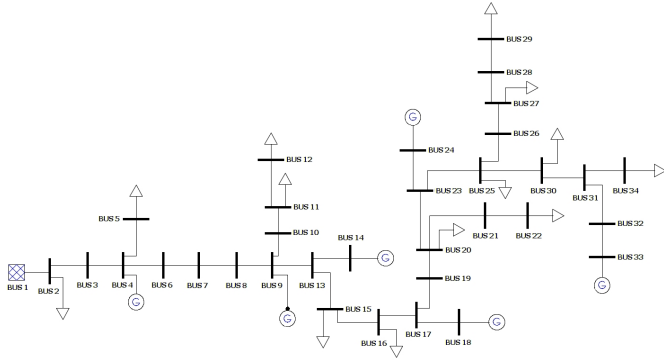 BUS 29
BUS 28
BUS 27
G
BUS 26
BUS 24
BUS 12
BUS 23
BUS 25
BUS 30
BUS 31
BUS 34
BUS 11
BUS 5
BUS 10
BUS 14
BUS 21
BUS 22
BUS 32
BUS 20
G
BUS 33
BUS 1
BUS 2
BUS 3
BUS 4
BUS 6
BUS 7
BUS 8
BUS 9
BUS 13
BUS 19
G
G
BUS 15
G
BUS 16
BUS 17
BUS 18
G